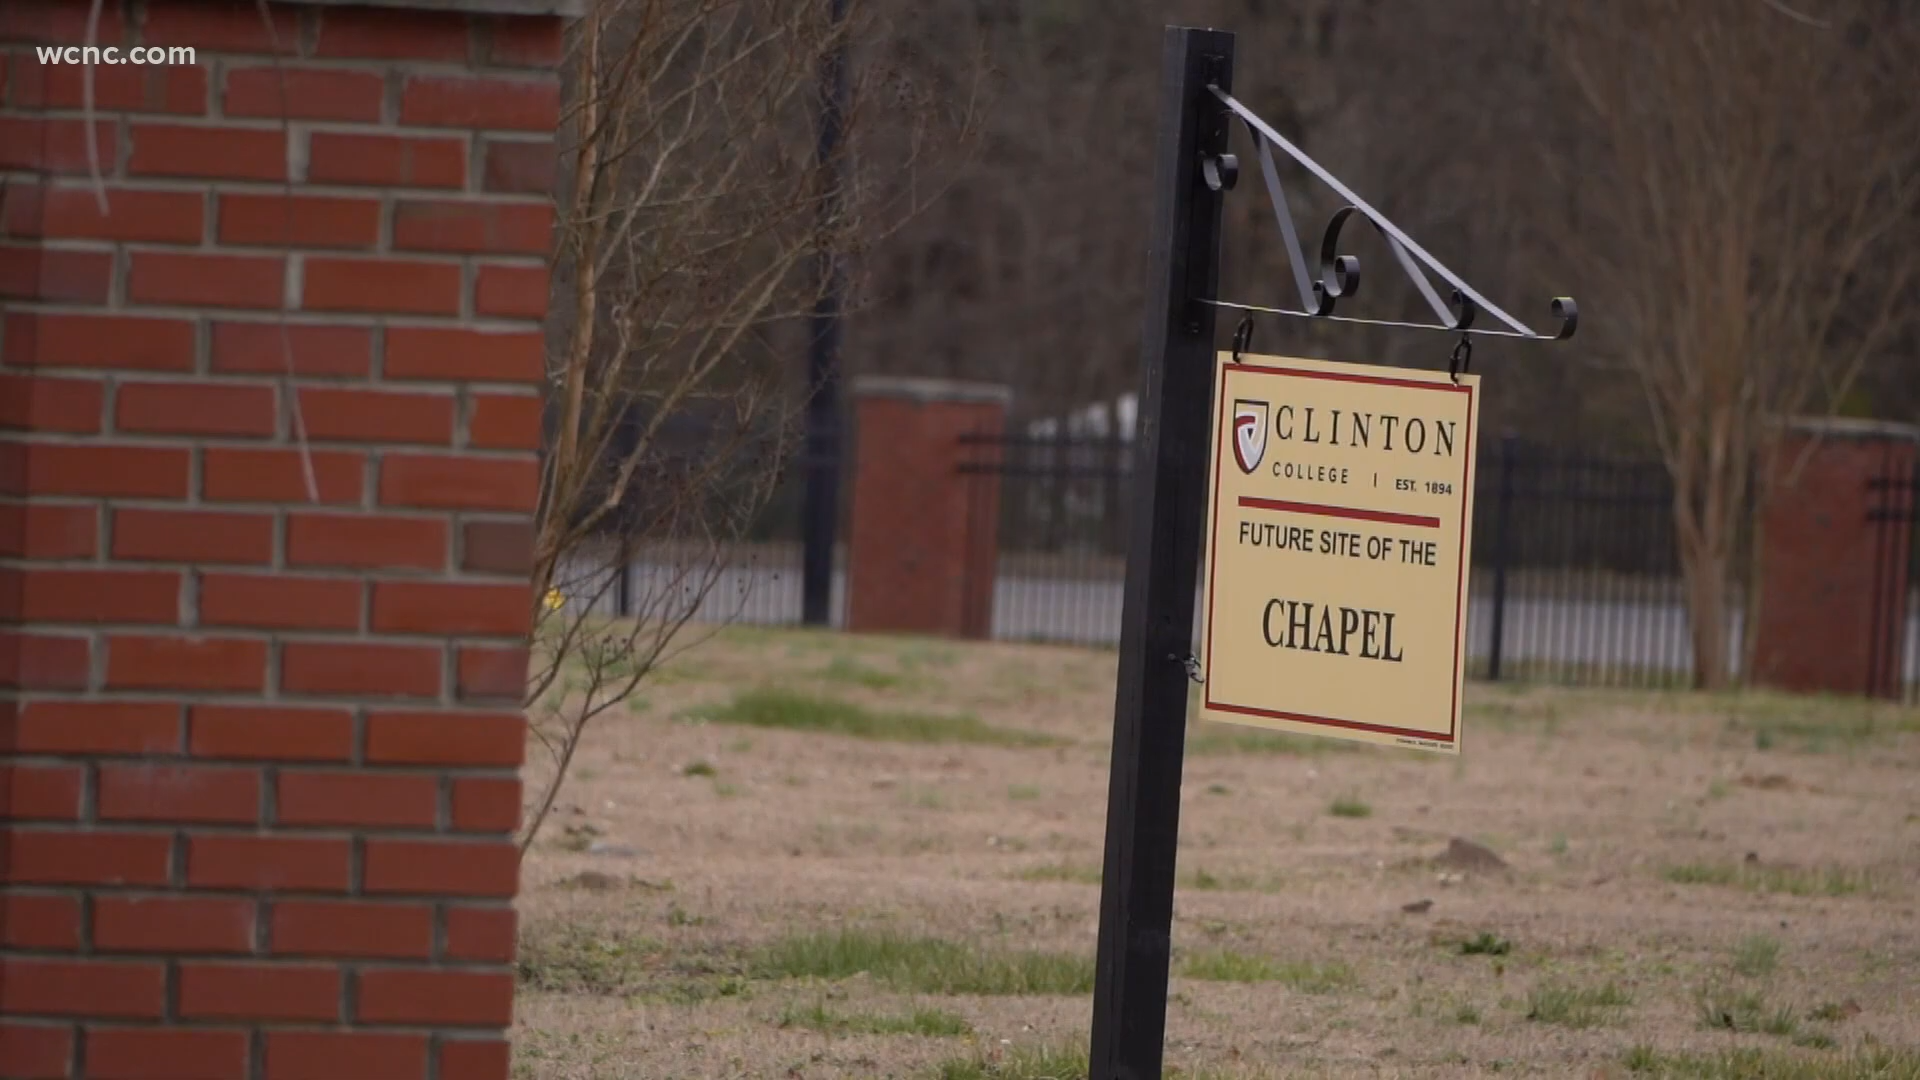 wcnc.com
CLINTON
COLLEGE | EST. 1894
FUTURE SITE OF THE
CHAPEL